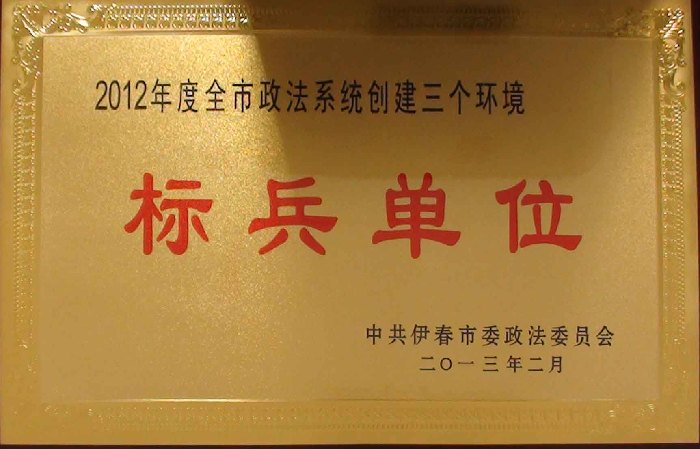 2012年度全市政法系统创建三个环境
标兵单位
中共伊春市委政法委员会
二〇一三年二月